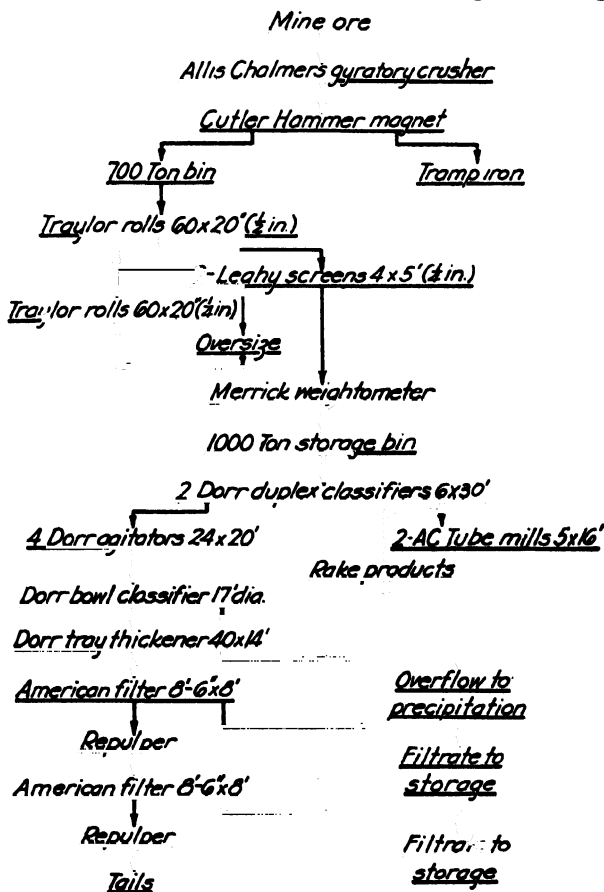 Mine ore
Allis Chalmers gyratory crusher
Cutler Hammer magnet
700 Ton bin
Tramp iron
Traylor rolls 60x20" (½ in.)
Leahy screens 4 x 5' (½ in.)
Traylor rolls 60x20" (¼ in)
Oversize
Merrick weightometer
1000 Ton storage bin
2 Dorr duplex classifiers 6x30'
4 Dorr agitators 24x20'
2-AC Tube mills 5x16'
Rake products
Dorr bowl classifier 17' dia.
Dorr tray thickener 40x14'
American filter 8'-6"x8'
Overflow to
precipitation
Repulper
Filtrate to
storage
American filter 8'-6"x8'
Repulper
Filtrate to
storage
Tails